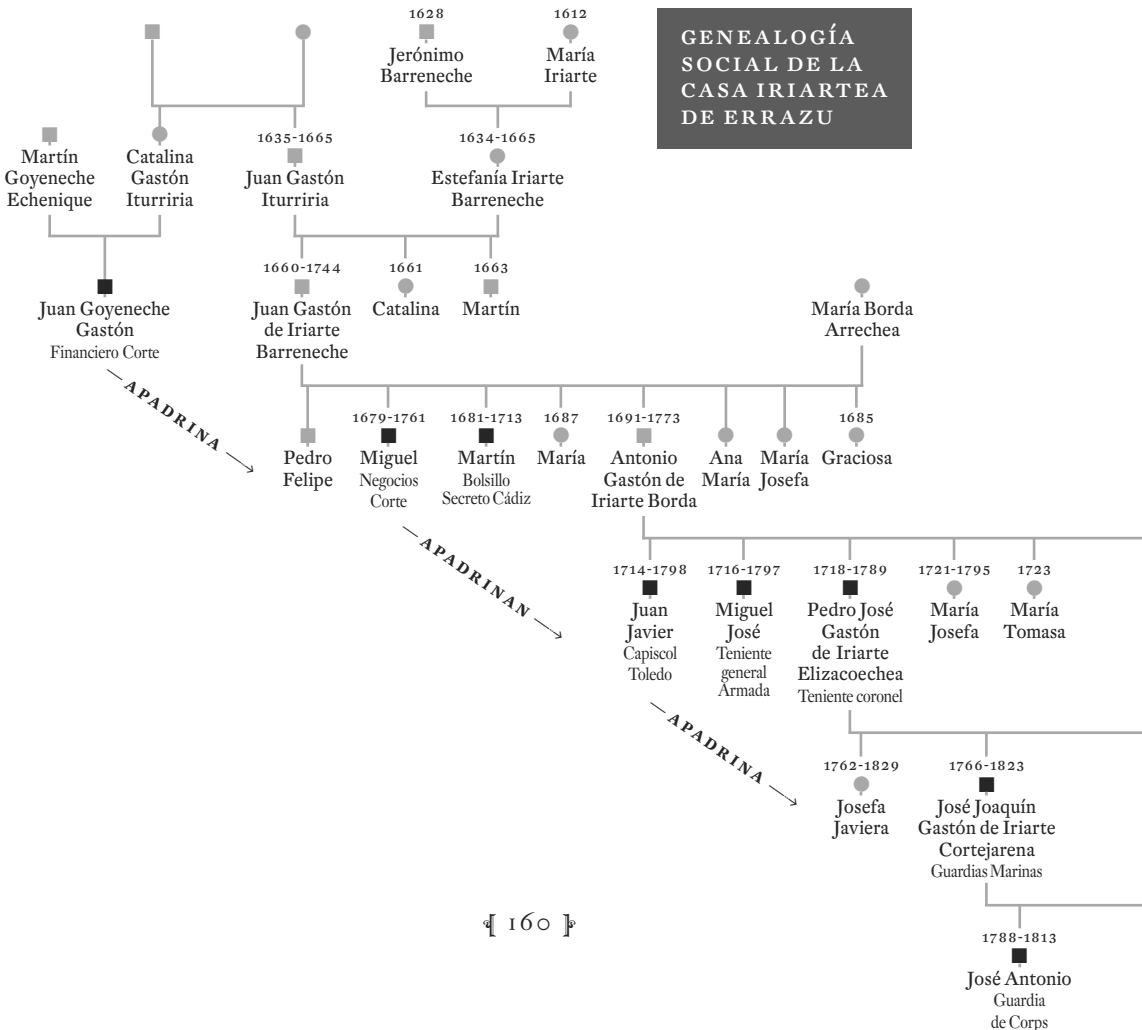 GENEALOGÍA
SOCIAL DE LA
CASA IRIARTEA
DE ERRAZU
1628
Jerónimo
Barreneche
1612
María
Iriarte
Martín
Goyeneche
Echenique
Catalina
Gastón
Iturriria
1635-1665
Juan Gastón
Iturriria
1634-1665
Estefanía Iriarte
Barreneche
Juan Goyeneche
Gastón
Financiero Corte
1660-1744
Juan Gastón
de Iriarte
Barreneche
1661
Catalina
1663
Martín
María Borda
Arrechea
APADRINA
Pedro
Felipe
1679-1761
Miguel
Negocios
Corte
1681-1713
Martín
Bolsillo
Secreto Cádiz
1687
María
1691-1773
Antonio
Gastón de
Iriarte Borda
Ana
María
María
Josefa
1685
Graciosa
APADRINAN
1714-1798
Juan
Javier
Capiscol
Toledo
1716-1797
Miguel
José
Teniente
general
Armada
1718-1789
Pedro José
Gastón
de Iriarte
Elizacoechea
Teniente coronel
1721-1795
María
Josefa
1723
María
Tomasa
APADRINA
1762-1829
Josefa
Javiera
1766-1823
José Joaquín
Gastón de Iriarte
Cortejarena
Guardias Marinas
1788-1813
José Antonio
Guardia
de Corps
160